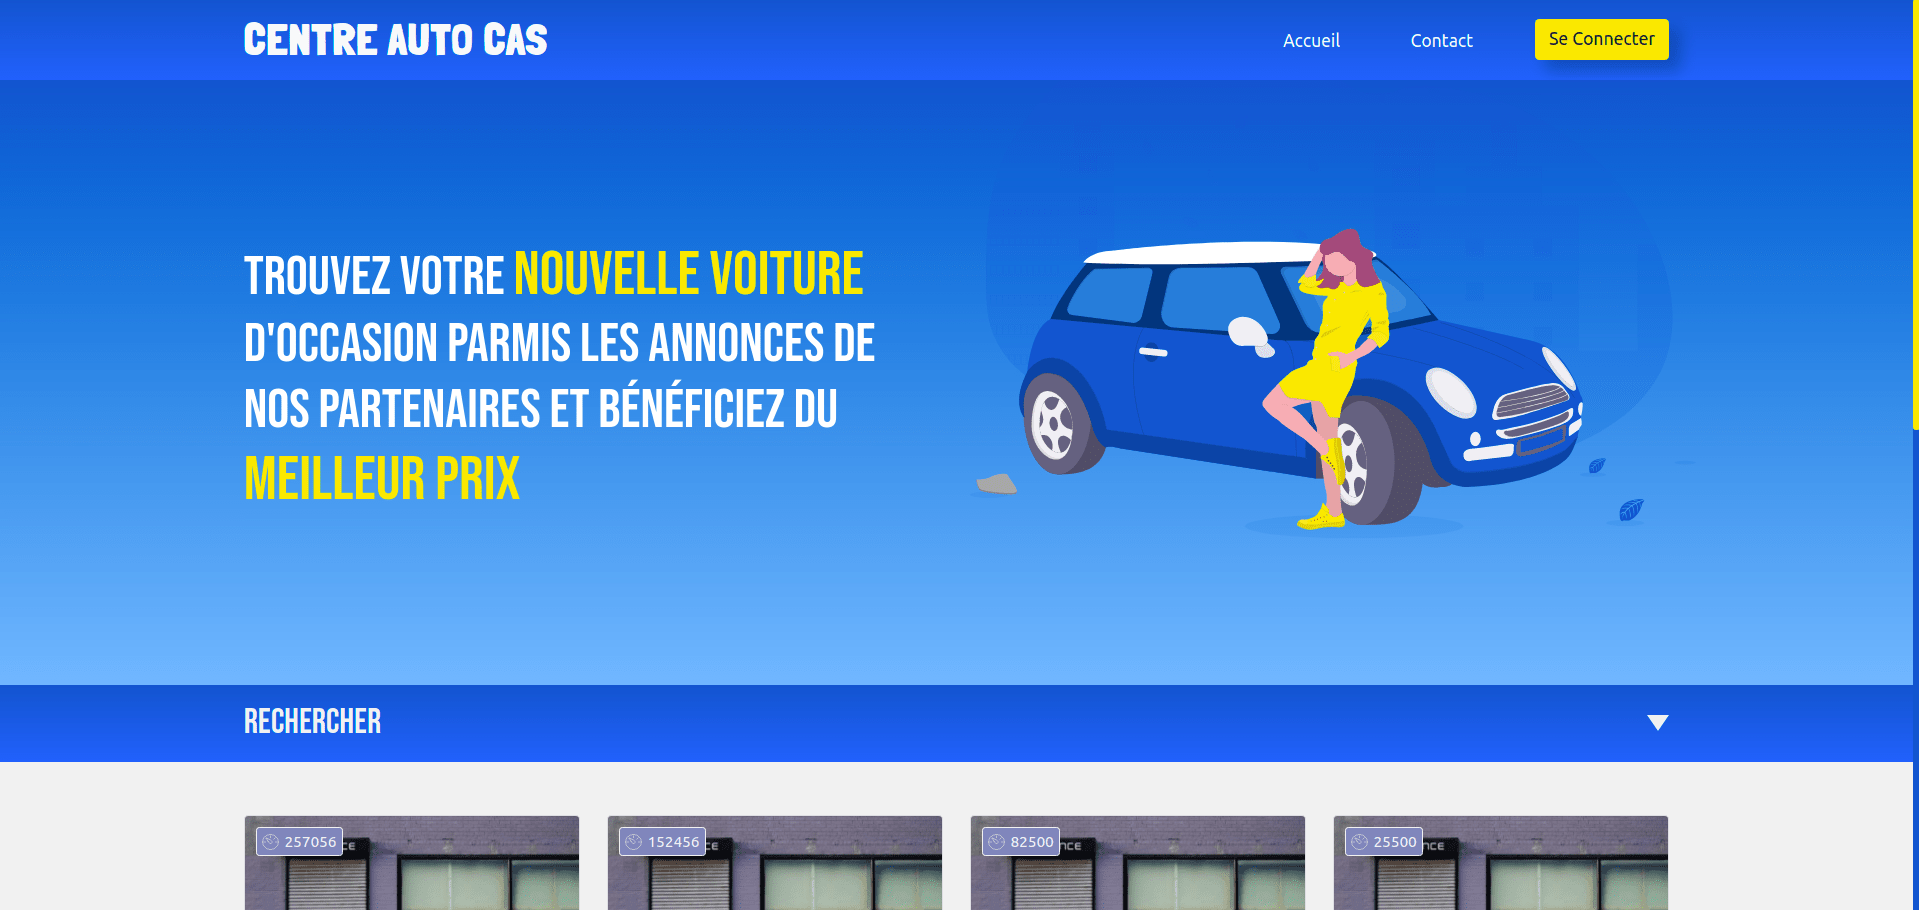 CENTRE AUTO CAS
Accueil
Contact
Se Connecter
TROUVEZ VOTRE NOUVELLE VOITURE
D'OCCASION PARMIS LES ANNONCES DE
NOS PARTENAIRES ET BÉNÉFICIEZ DU
MEILLEUR PRIX
RECHERCHER
257056
152456
82500
25500